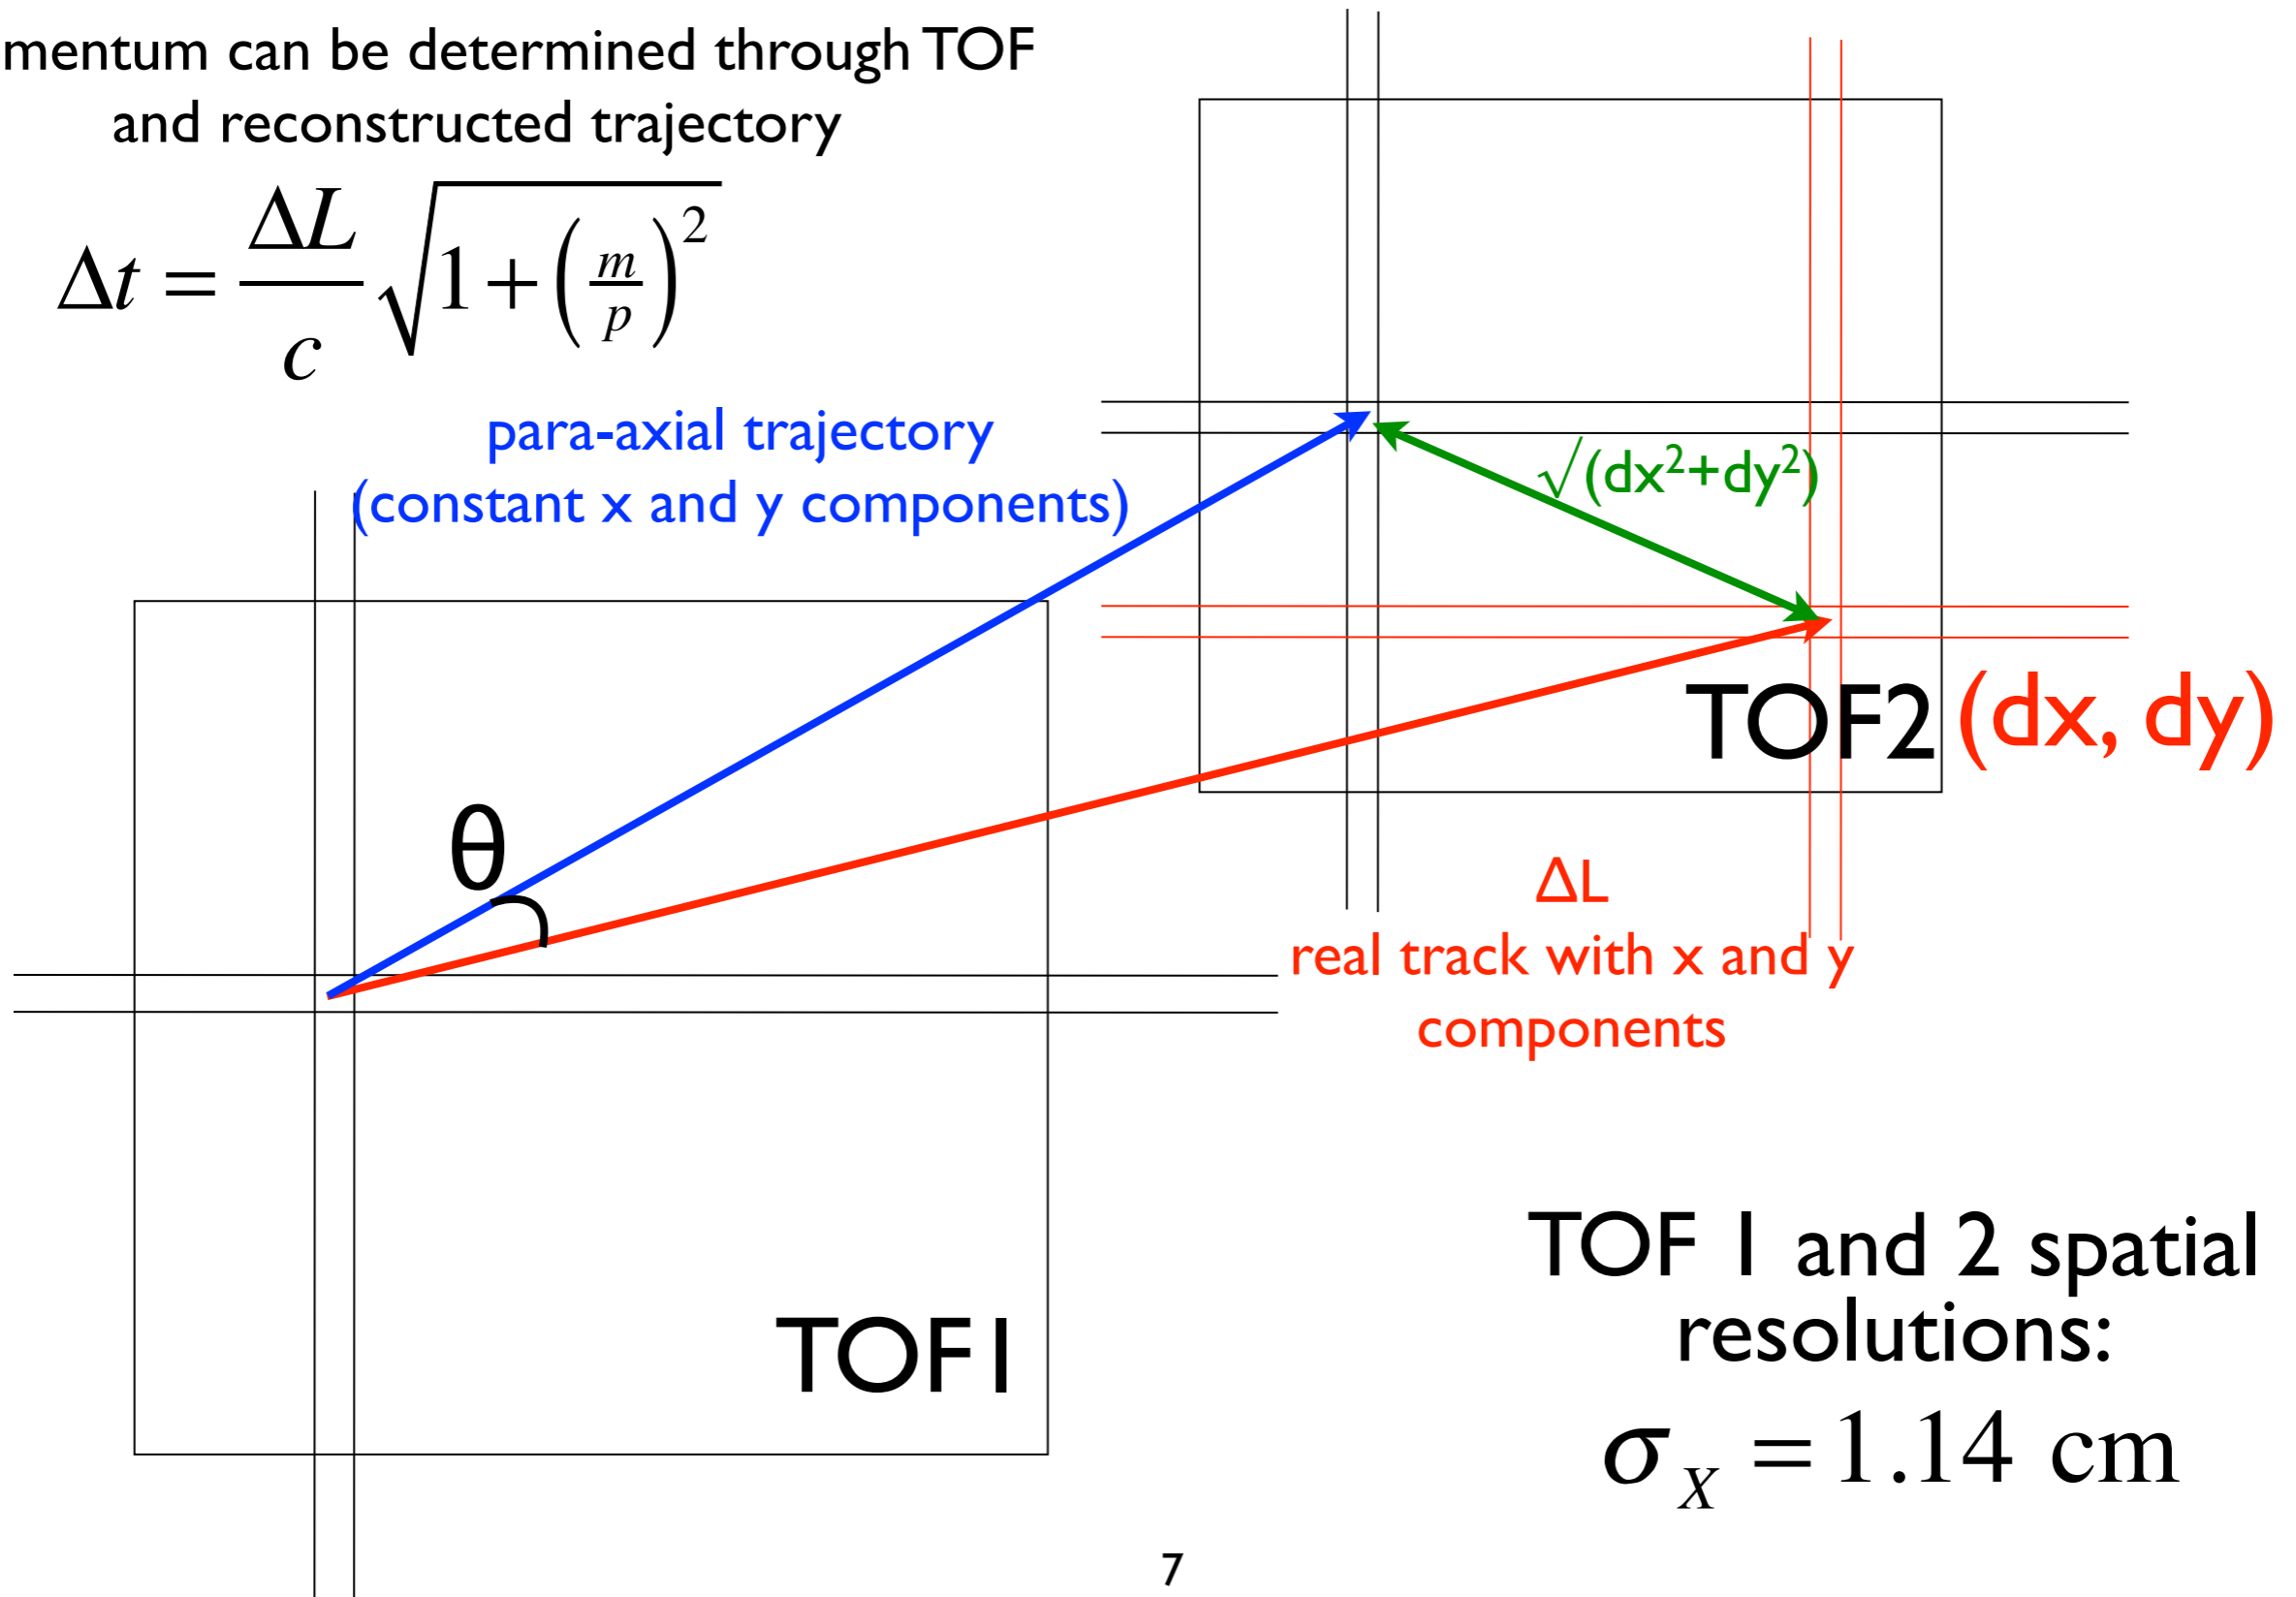 mentum can be determined through TOF
and reconstructed trajectory
Δt = ΔL/c √(1+(m/p)²)
para-axial trajectory
(constant x and y components)
√(dx²+dy²)
TOF2 (dx, dy)
θ
ΔL
real track with x and y
components
TOF1
TOF 1 and 2 spatial
resolutions:
σ_X = 1.14 cm
7